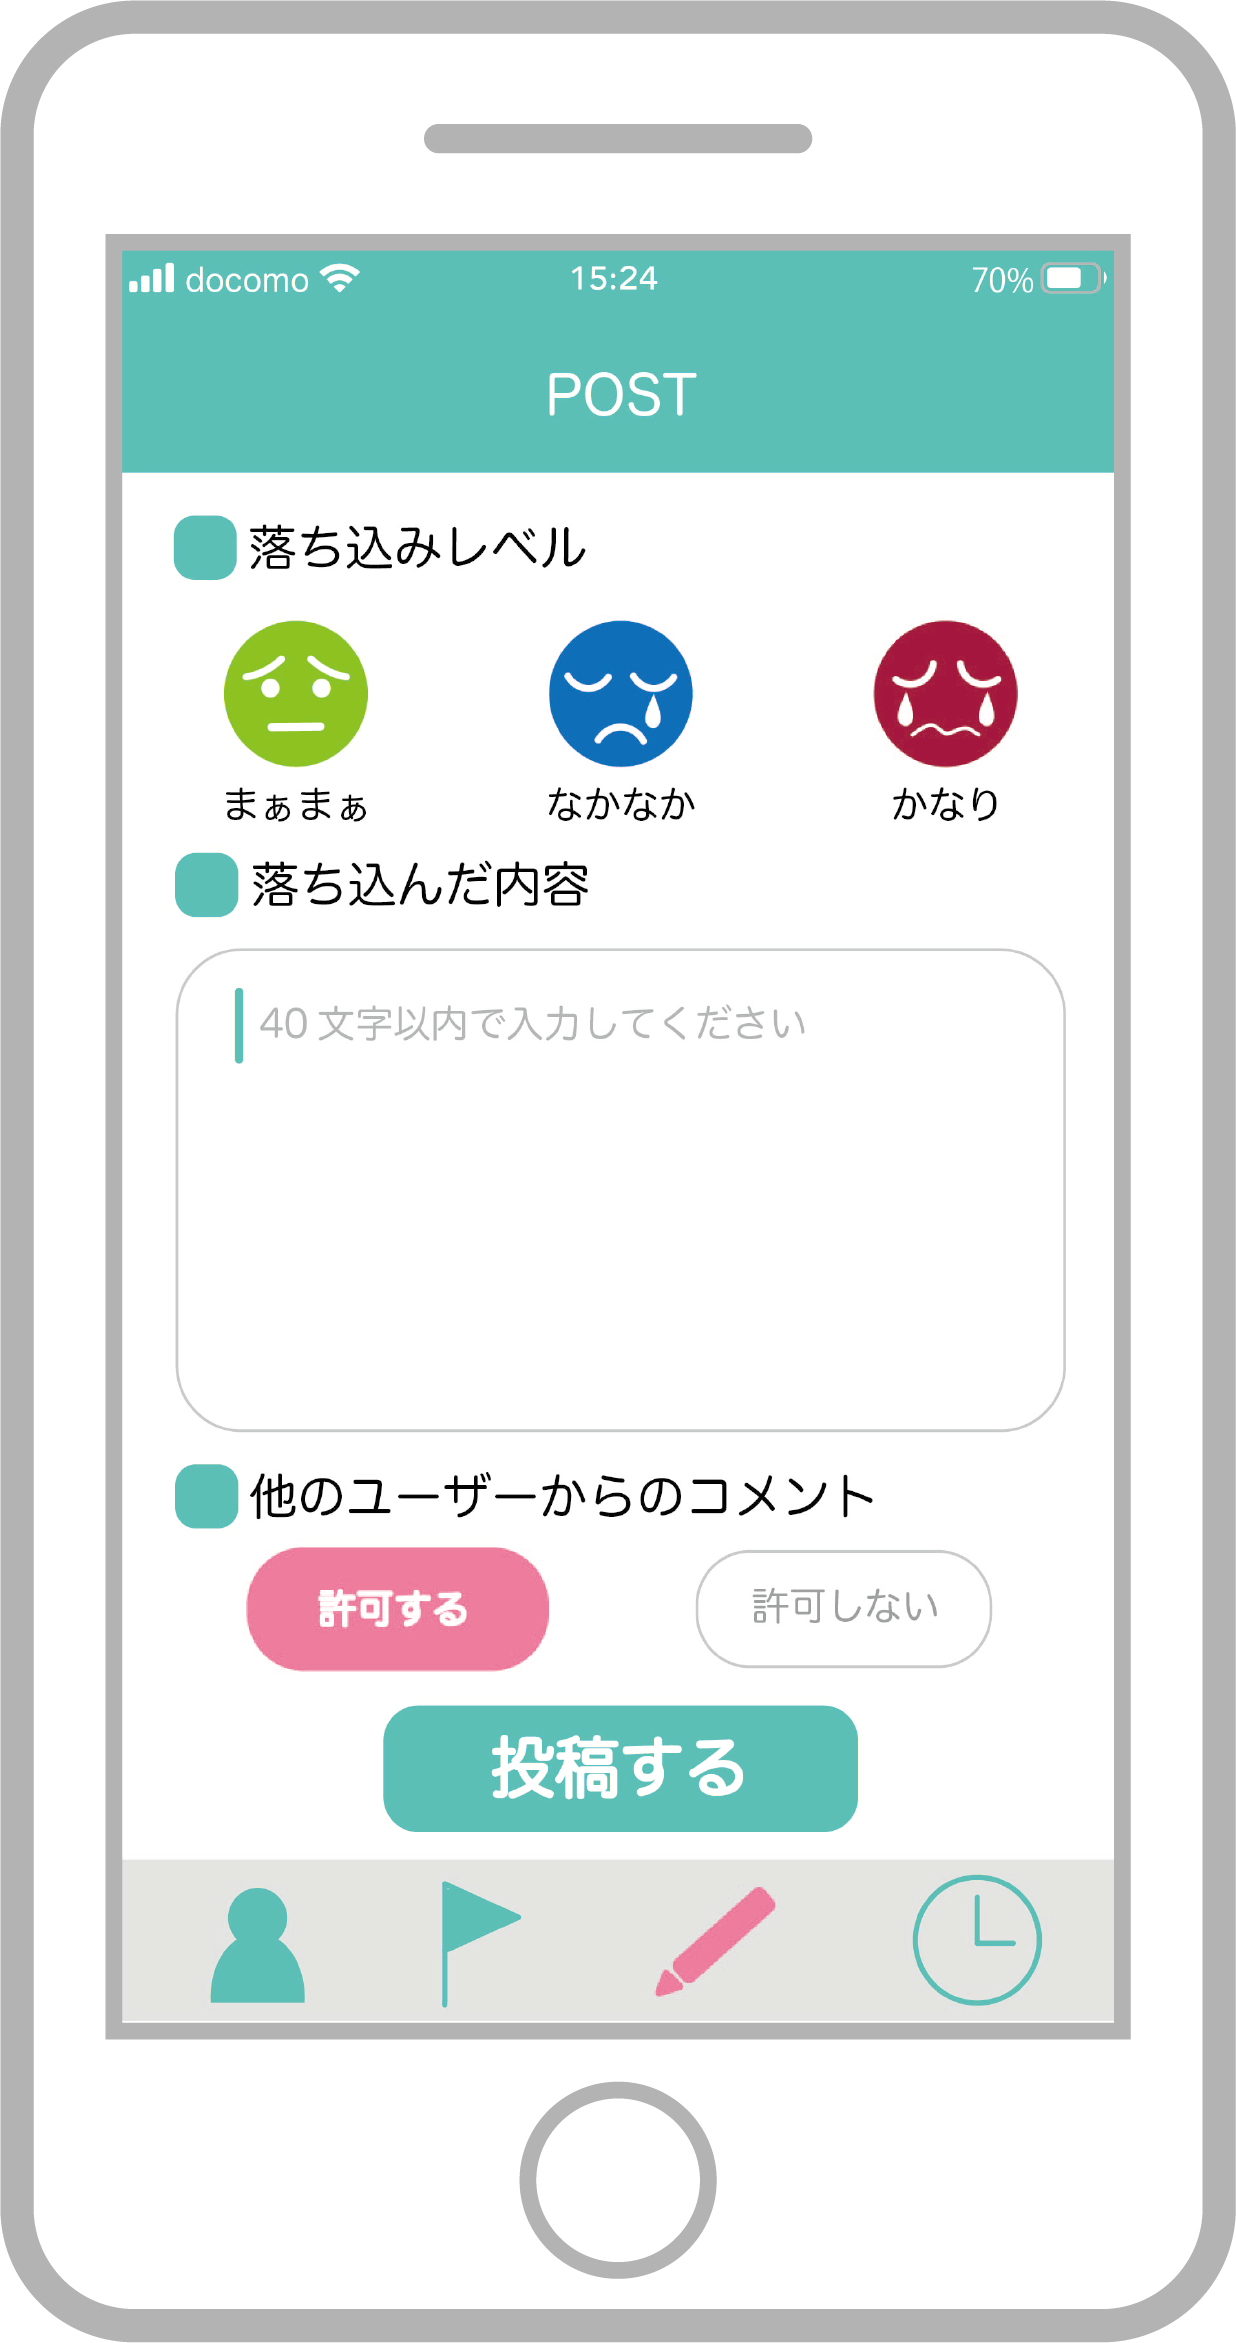 docomo 15:24 70%
POST
落ち込みレベル
まぁまぁ なかなか かなり
落ち込んだ内容
40 文字以内で入力してください
他のユーザーからのコメント
許可する 許可しない
投稿する